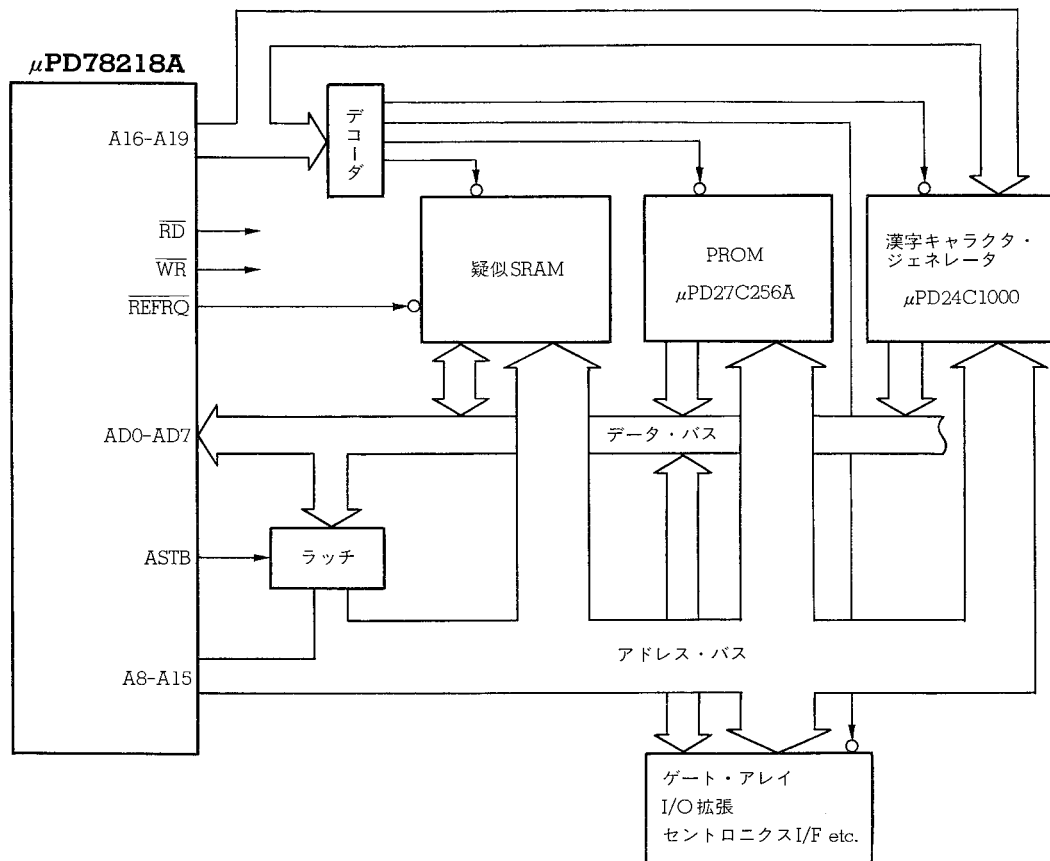 μPD78218A
A16-A19
RD
WR
REFRQ
AD0-AD7
ASTB
A8-A15
デコーダ
疑似SRAM
PROM
μPD27C256A
漢字キャラクタ・
ジェネレータ
μPD24C1000
データ・バス
ラッチ
アドレス・バス
ゲート・アレイ
I/O拡張
セントロニクスI/F etc.